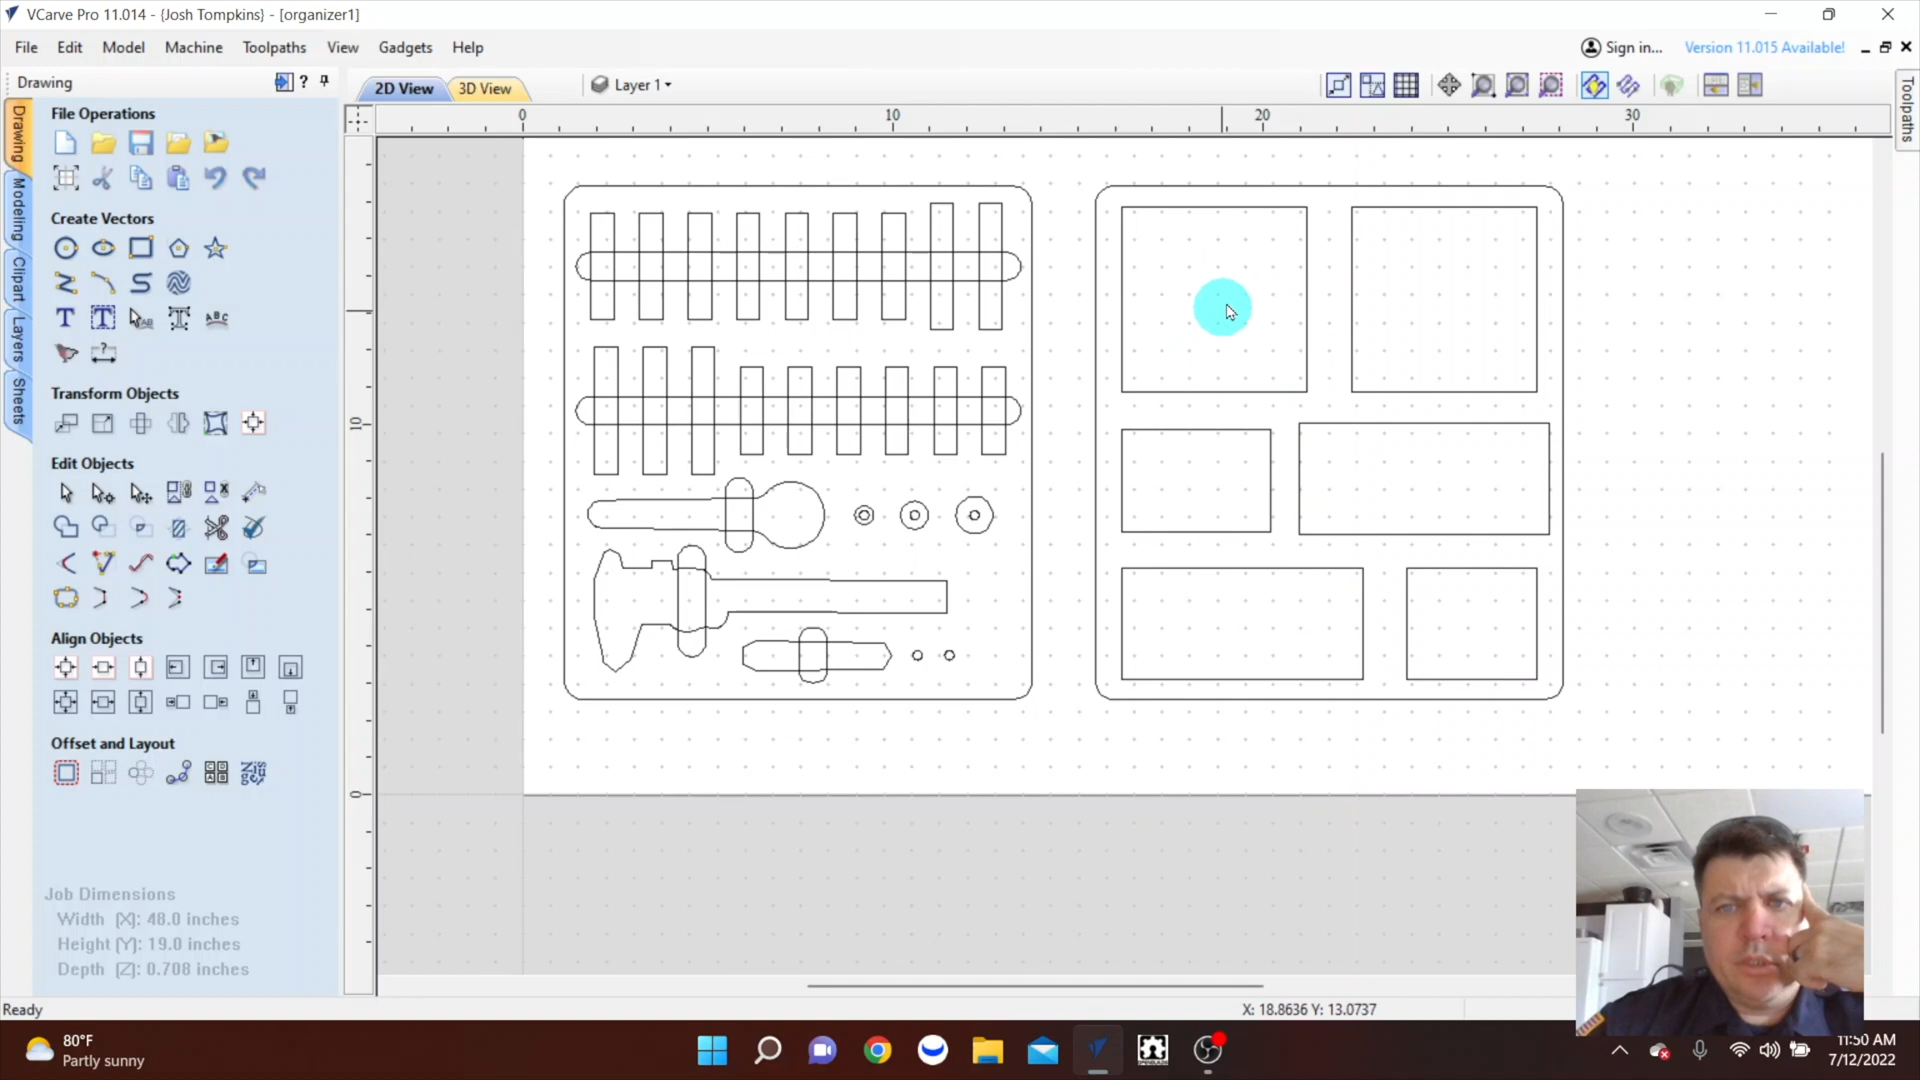 VCarve Pro 11.014 - {Josh Tompkins} - [organizer1]
File Edit Model Machine Toolpaths View Gadgets Help
Sign in...
Version 11.015 Available!
Drawing
2D View
3D View
Layer 1
Toolpaths
Drawing
Modeling
Clipart
Layers
Sheets
File Operations
Create Vectors
Transform Objects
Edit Objects
Align Objects
Offset and Layout
0 10 20 30
10
0
Job Dimensions
Width (X): 48.0 inches
Height (Y): 19.0 inches
Depth (Z): 0.708 inches
Ready
X: 18.8636 Y: 13.0737
80°F
Partly sunny
11:50 AM
7/12/2022